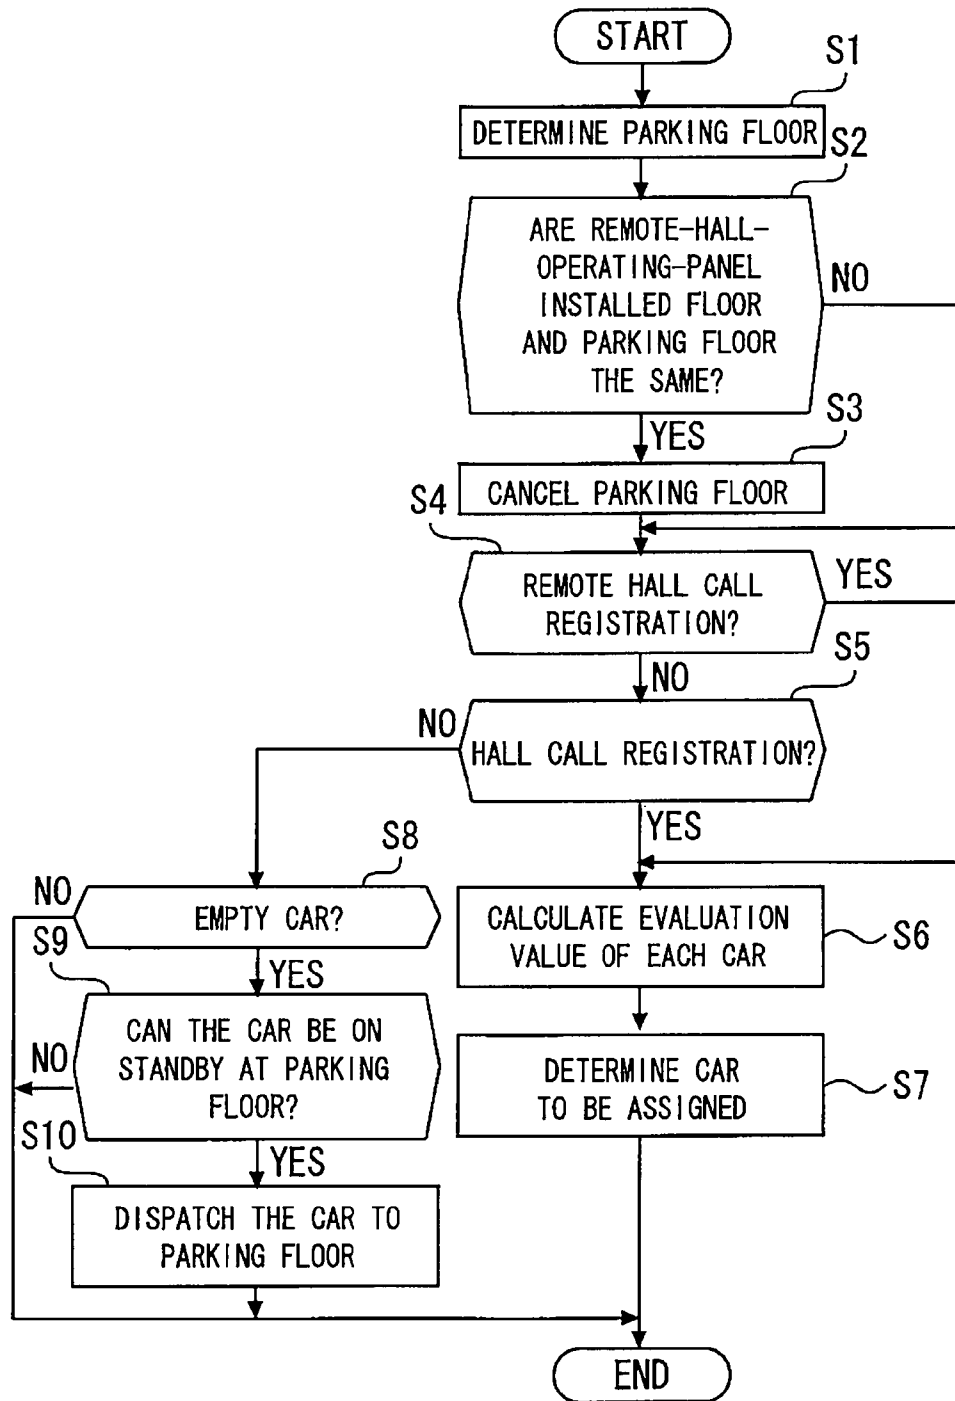 START
S1
DETERMINE PARKING FLOOR
S2
ARE REMOTE-HALL-
OPERATING-PANEL
INSTALLED FLOOR
AND PARKING FLOOR
THE SAME?
NO
YES
S3
CANCEL PARKING FLOOR
S4
REMOTE HALL CALL
REGISTRATION?
YES
NO
S5
HALL CALL REGISTRATION?
NO
YES
S8
EMPTY CAR?
NO
YES
S9
CAN THE CAR BE ON
STANDBY AT PARKING
FLOOR?
NO
YES
S10
DISPATCH THE CAR TO
PARKING FLOOR
CALCULATE EVALUATION
VALUE OF EACH CAR
S6
DETERMINE CAR
TO BE ASSIGNED
S7
END